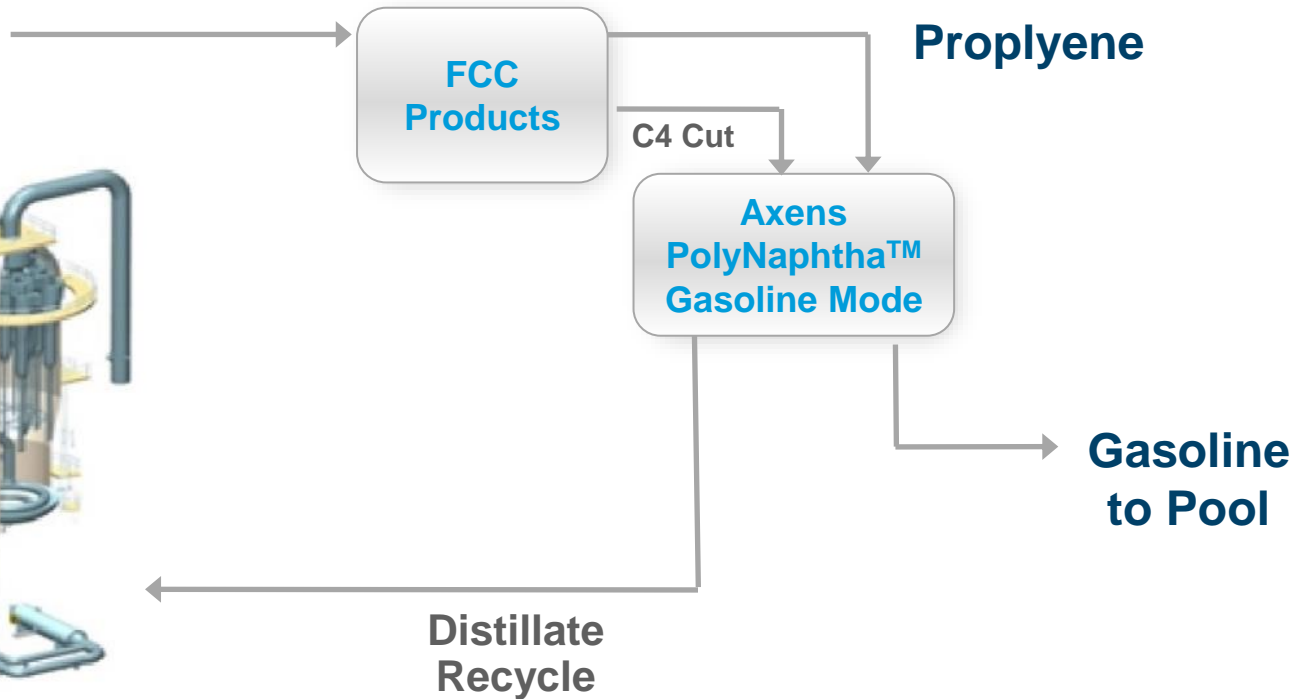 Proplyene
FCC
Products
C4 Cut
Axens
PolyNaphtha™
Gasoline Mode
Gasoline
to Pool
Distillate
Recycle